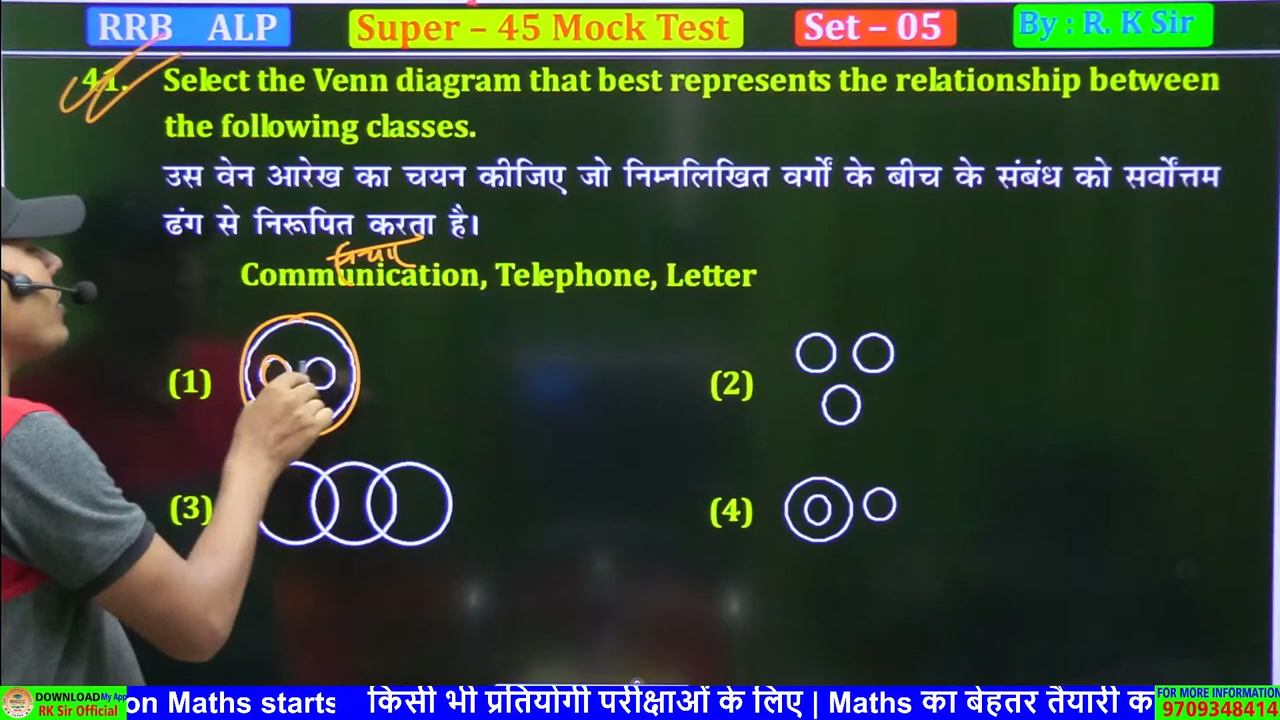 RRB ALP
Super – 45 Mock Test
Set – 05
By : R. K Sir
41. Select the Venn diagram that best represents the relationship between
the following classes.
उस वेन आरेख का चयन कीजिए जो निम्नलिखित वर्गों के बीच के संबंध को सर्वोत्तम
ढंग से निरूपित करता है।
संचार
Communication, Telephone, Letter
(1)
(2)
(3)
(4)
DOWNLOAD My App
RK Sir Official
on Maths starts किसी भी प्रतियोगी परीक्षाओं के लिए | Maths का बेहतर तैयारी क
FOR MORE INFORMATION
9709348414